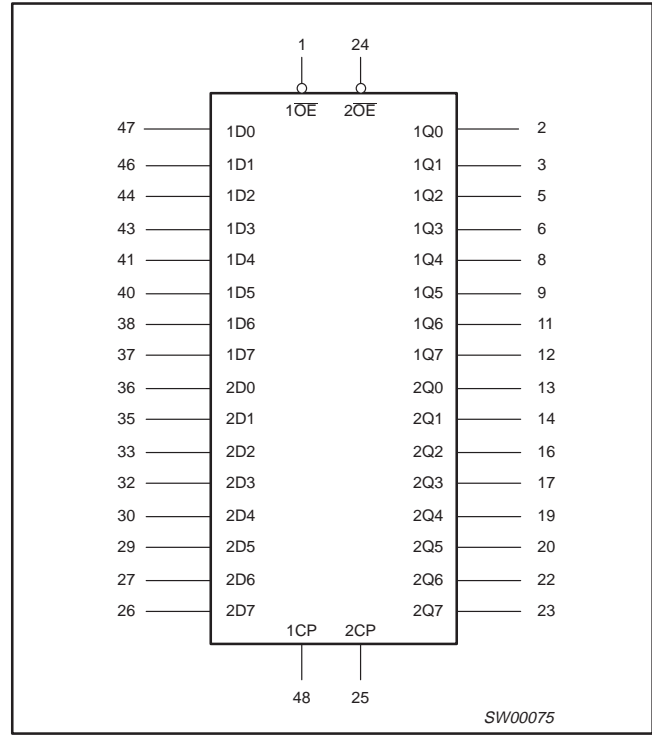 1 24
1O̅E̅ 2O̅E̅
47 1D0 1Q0 2
46 1D1 1Q1 3
44 1D2 1Q2 5
43 1D3 1Q3 6
41 1D4 1Q4 8
40 1D5 1Q5 9
38 1D6 1Q6 11
37 1D7 1Q7 12
36 2D0 2Q0 13
35 2D1 2Q1 14
33 2D2 2Q2 16
32 2D3 2Q3 17
30 2D4 2Q4 19
29 2D5 2Q5 20
27 2D6 2Q6 22
26 2D7 2Q7 23
1CP 2CP
48 25
SW00075